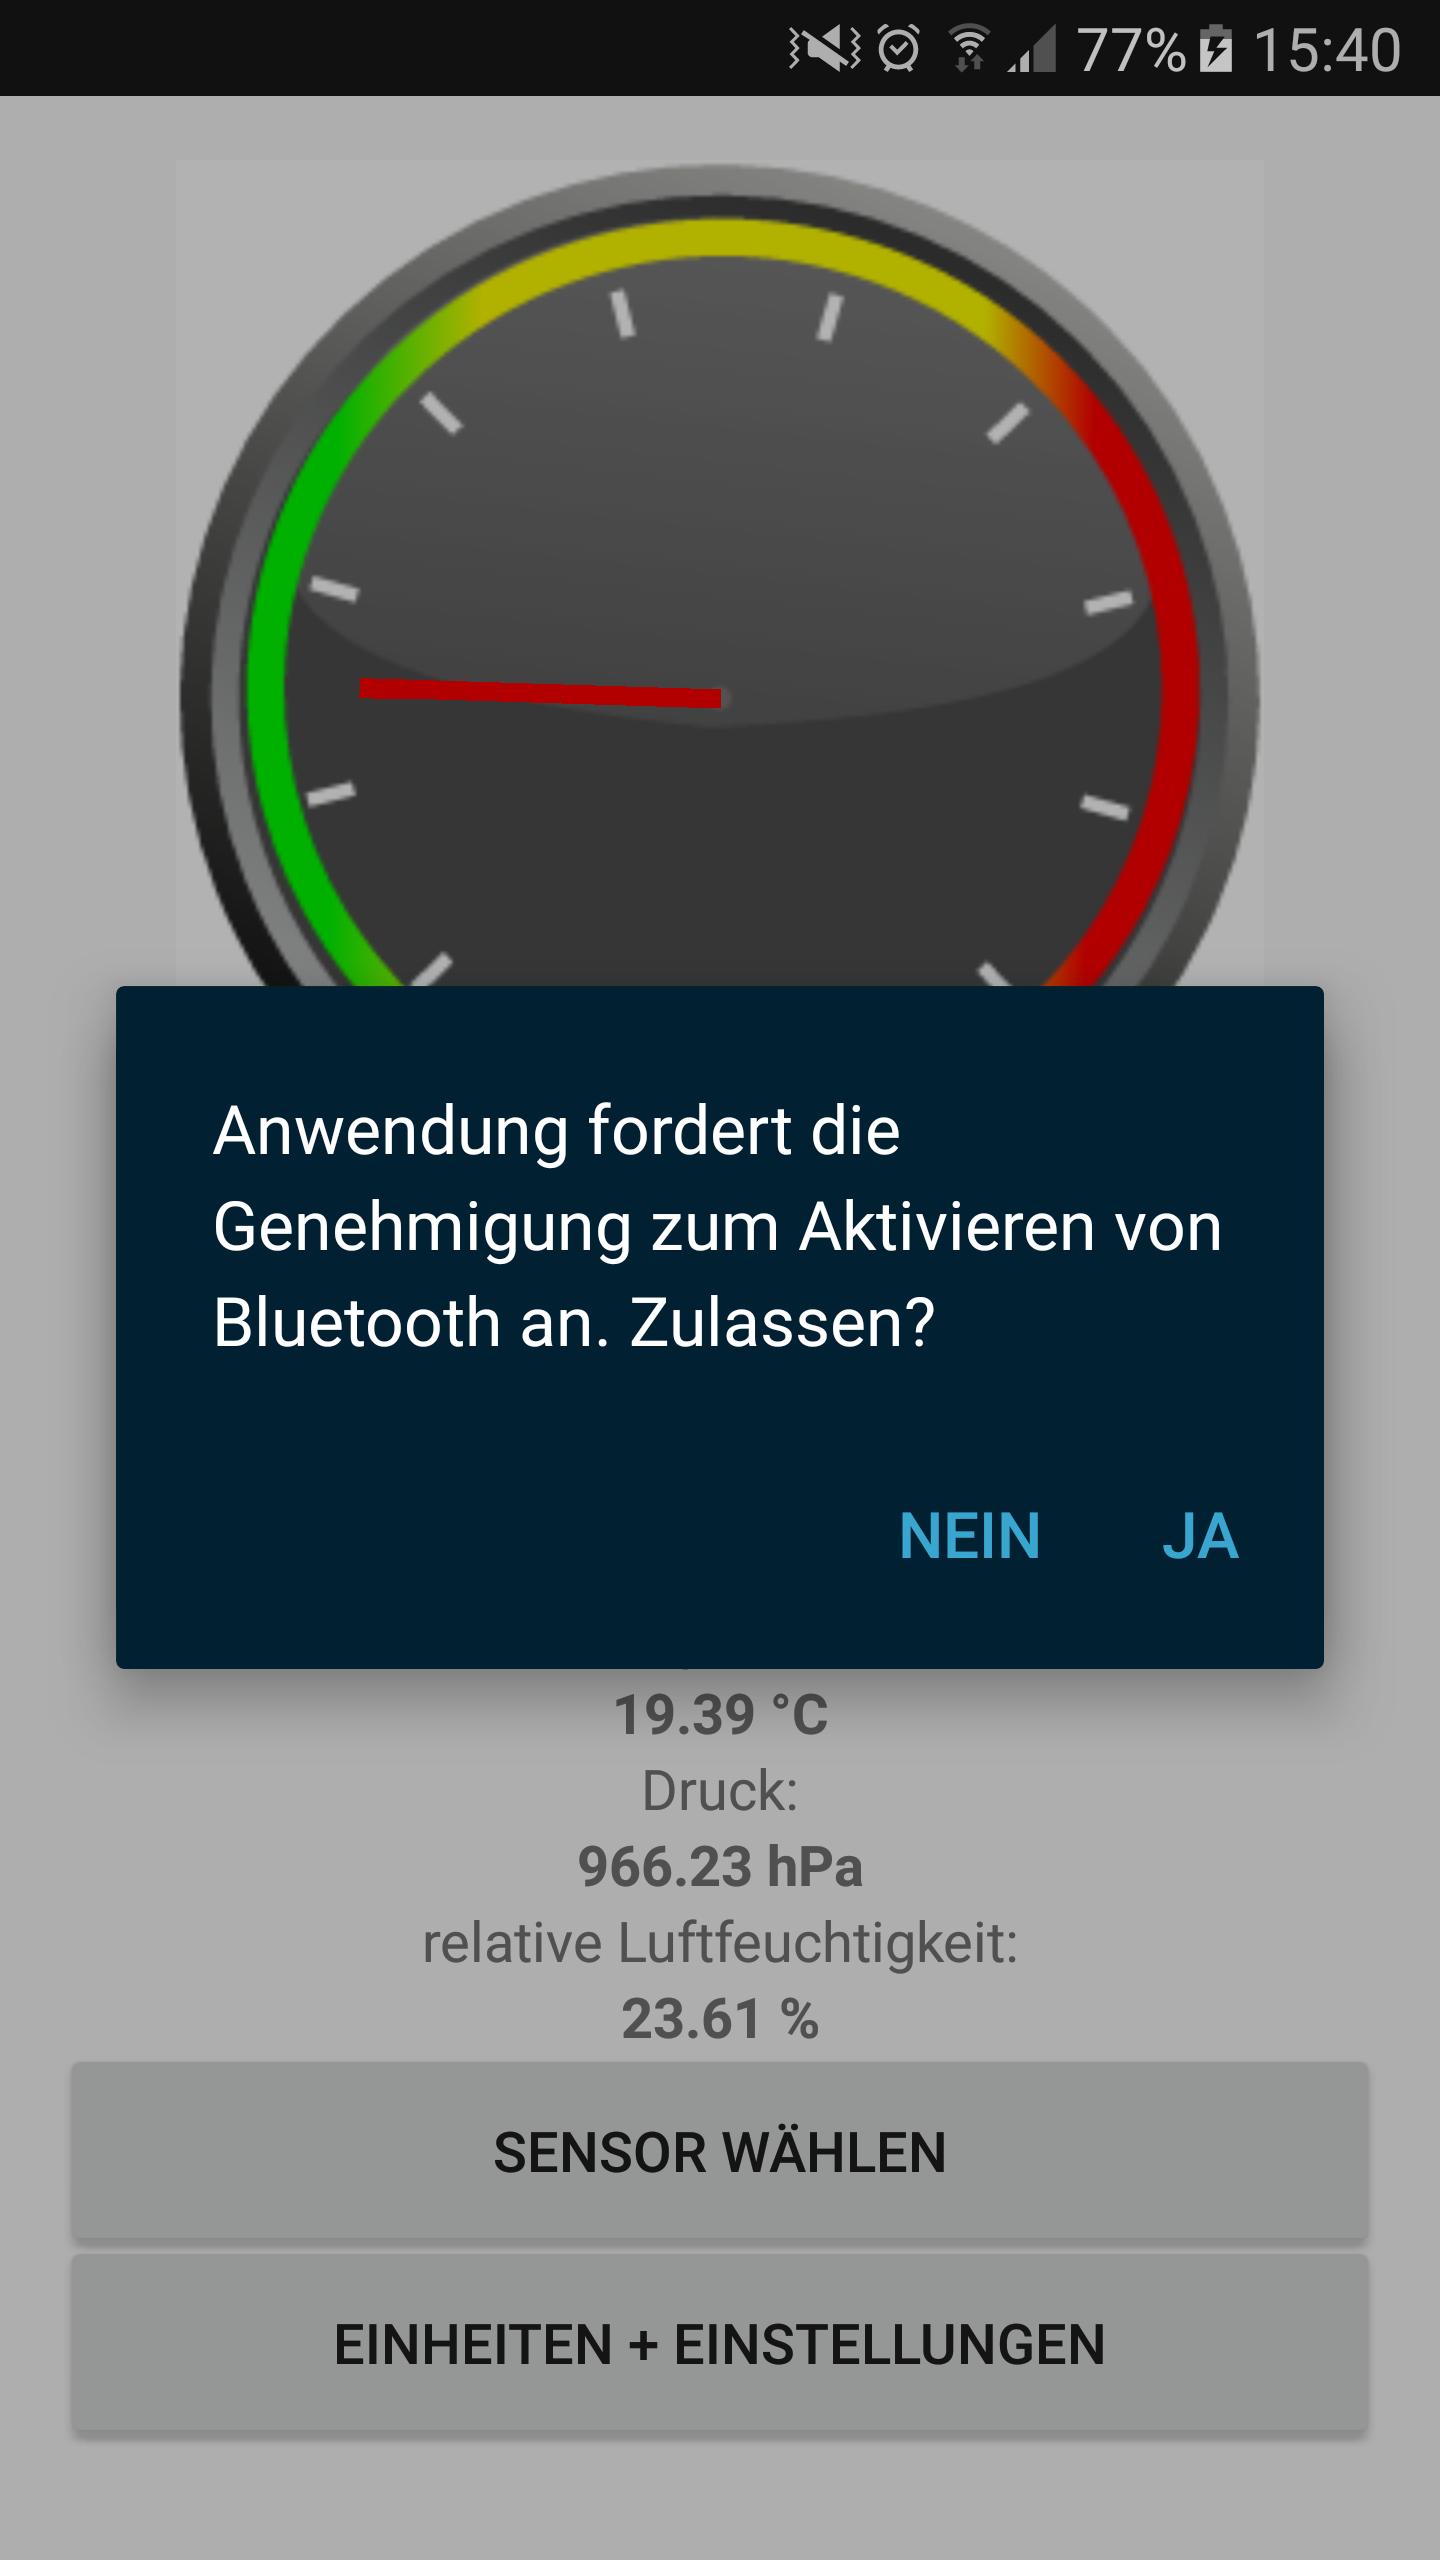 77% 15:40
Anwendung fordert die
Genehmigung zum Aktivieren von
Bluetooth an. Zulassen?
NEIN JA
19.39 °C
Druck:
966.23 hPa
relative Luftfeuchtigkeit:
23.61 %
SENSOR WÄHLEN
EINHEITEN + EINSTELLUNGEN